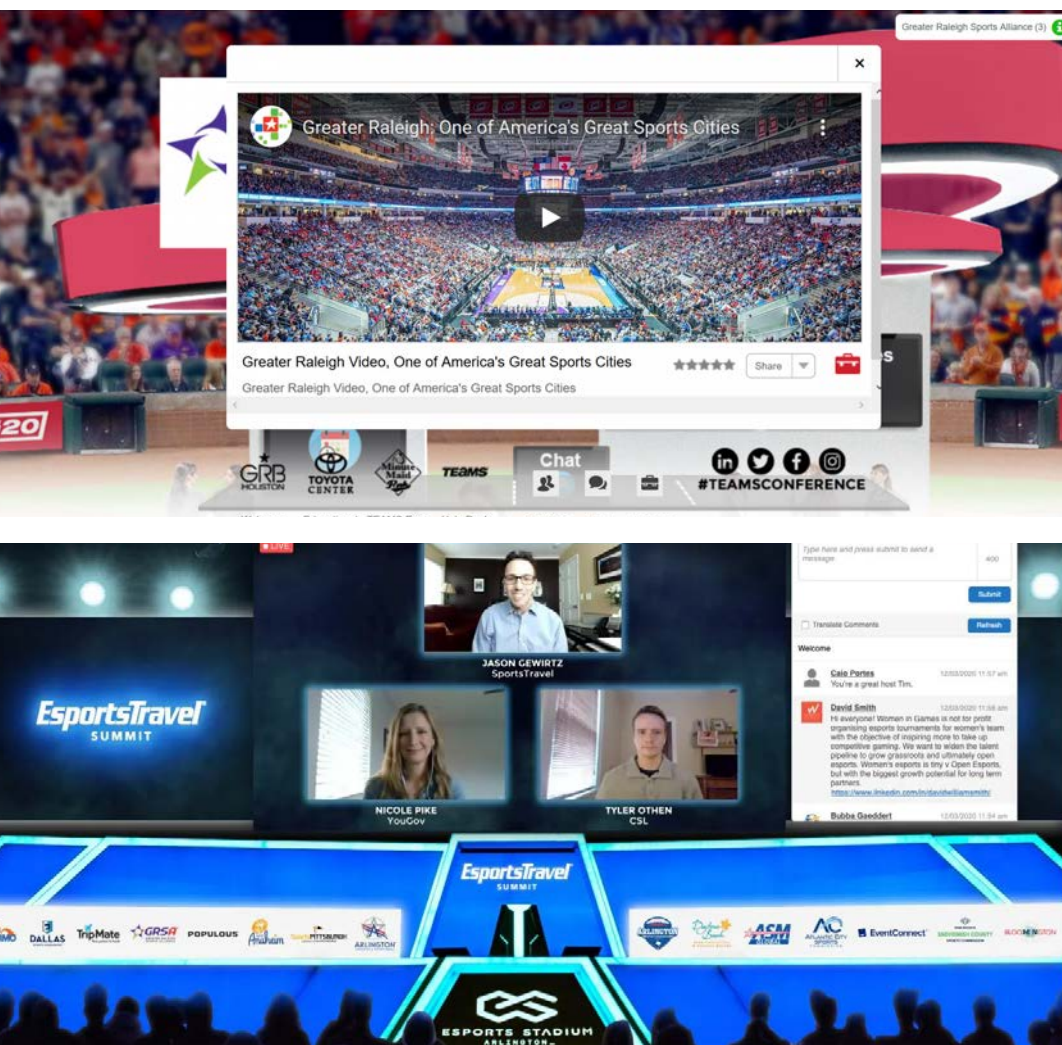 Greater Raleigh Sports Alliance (3)
×
Greater Raleigh: One of America's Great Sports Cities
Greater Raleigh Video, One of America's Great Sports Cities
Share
Greater Raleigh Video, One of America's Great Sports Cities
20
GRB
HOUSTON
TOYOTA
CENTER
Minute
Maid
Park
TEAMS
Chat
#TEAMSCONFERENCE
LIVE
JASON GEWIRTZ
SportsTravel
NICOLE PIKE
YouGov
TYLER OTHEN
CSL
EsportsTravel
SUMMIT
Type here and press submit to send a
message
400
Submit
Translate Comments
Refresh
Welcome
Caio Portes
12/03/2020 11:57 am
You're a great host Tim.
David Smith
12/03/2020 11:56 am
Hi everyone! Women in Games is not for profit
organising esports tournaments for women's team
with the objective of inspiring more to take up
competitive gaming. We want to widen the talent
pipeline to grow grassroots and ultimately open
esports. Women's esports is tiny v Open Esports,
but with the biggest growth potential for long term
partners.
https://www.linkedin.com/in/davidwilliamsmith/
Bubba Gaeddert
12/03/2020 11:54 am
EsportsTravel
SUMMIT
DALLAS
TripMate
GRSA
POPULOUS
Anaheim
PITTSBURGH
ARLINGTON
ARLINGTON
ASM
GLOBAL
AC
ATLANTIC CITY
SPORTS
EventConnect
BLOOMINGTON
ESPORTS STADIUM
ARLINGTON